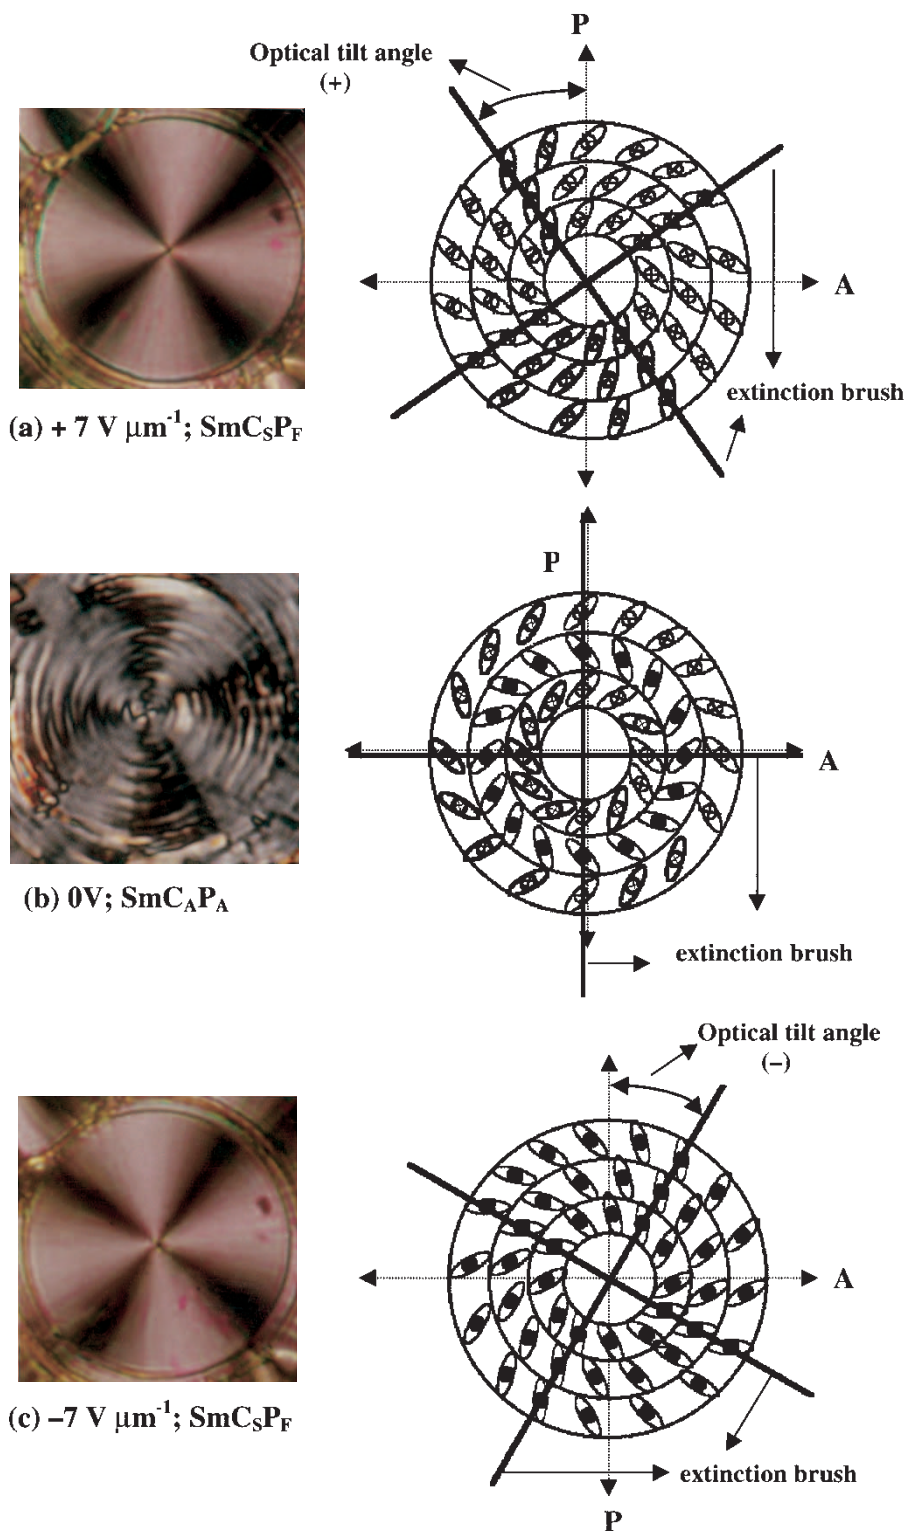 P
Optical tilt angle
(+)
A
extinction brush
(a) + 7 V μm⁻¹; SmCSPF
P
A
(b) 0V; SmCAPA
extinction brush
Optical tilt angle
(–)
A
(c) –7 V μm⁻¹; SmCSPF
extinction brush
P